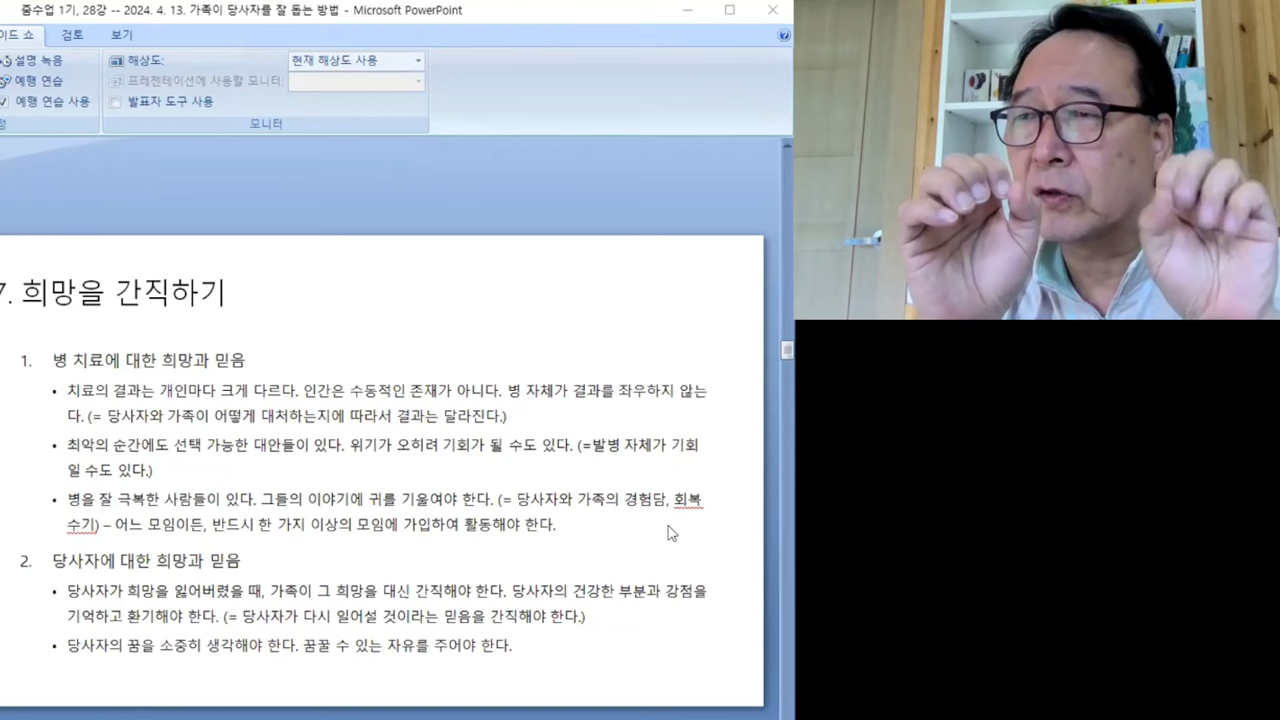 중수업 1기, 28강 -- 2024. 4. 13. 가족이 당사자를 잘 돕는 방법 - Microsoft PowerPoint
이드 쇼 검토 보기
설명 녹음
예행 연습
예행 연습 사용
정
해상도: 현재 해상도 사용
프레젠테이션에 사용할 모니터:
발표자 도구 사용
모니터
7. 희망을 간직하기
1. 병 치료에 대한 희망과 믿음
• 치료의 결과는 개인마다 크게 다르다. 인간은 수동적인 존재가 아니다. 병 자체가 결과를 좌우하지 않는
다. (= 당사자와 가족이 어떻게 대처하는지에 따라서 결과는 달라진다.)
• 최악의 순간에도 선택 가능한 대안들이 있다. 위기가 오히려 기회가 될 수도 있다. (=발병 자체가 기회
일 수도 있다.)
• 병을 잘 극복한 사람들이 있다. 그들의 이야기에 귀를 기울여야 한다. (= 당사자와 가족의 경험담, 회복
수기) – 어느 모임이든, 반드시 한 가지 이상의 모임에 가입하여 활동해야 한다.
2. 당사자에 대한 희망과 믿음
• 당사자가 희망을 잃어버렸을 때, 가족이 그 희망을 대신 간직해야 한다. 당사자의 건강한 부분과 강점을
기억하고 환기해야 한다. (= 당사자가 다시 일어설 것이라는 믿음을 간직해야 한다.)
• 당사자의 꿈을 소중히 생각해야 한다. 꿈꿀 수 있는 자유를 주어야 한다.